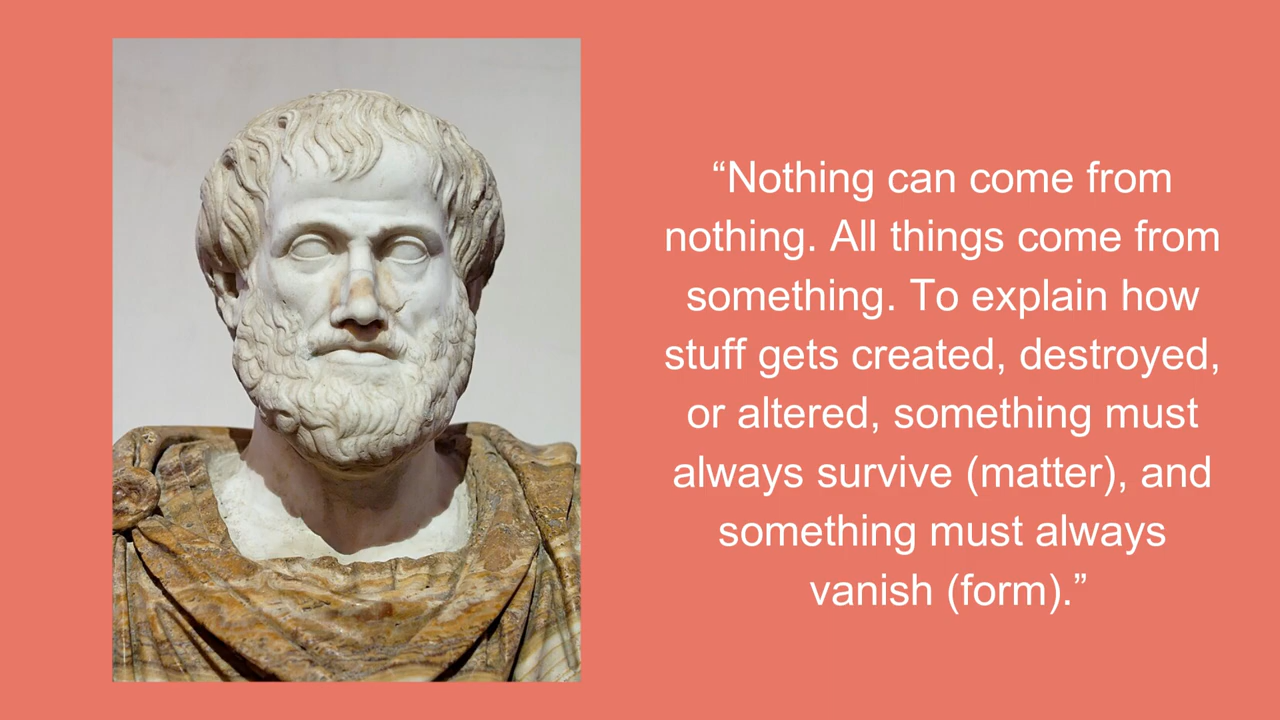 “Nothing can come from
nothing. All things come from
something. To explain how
stuff gets created, destroyed,
or altered, something must
always survive (matter), and
something must always
vanish (form).”